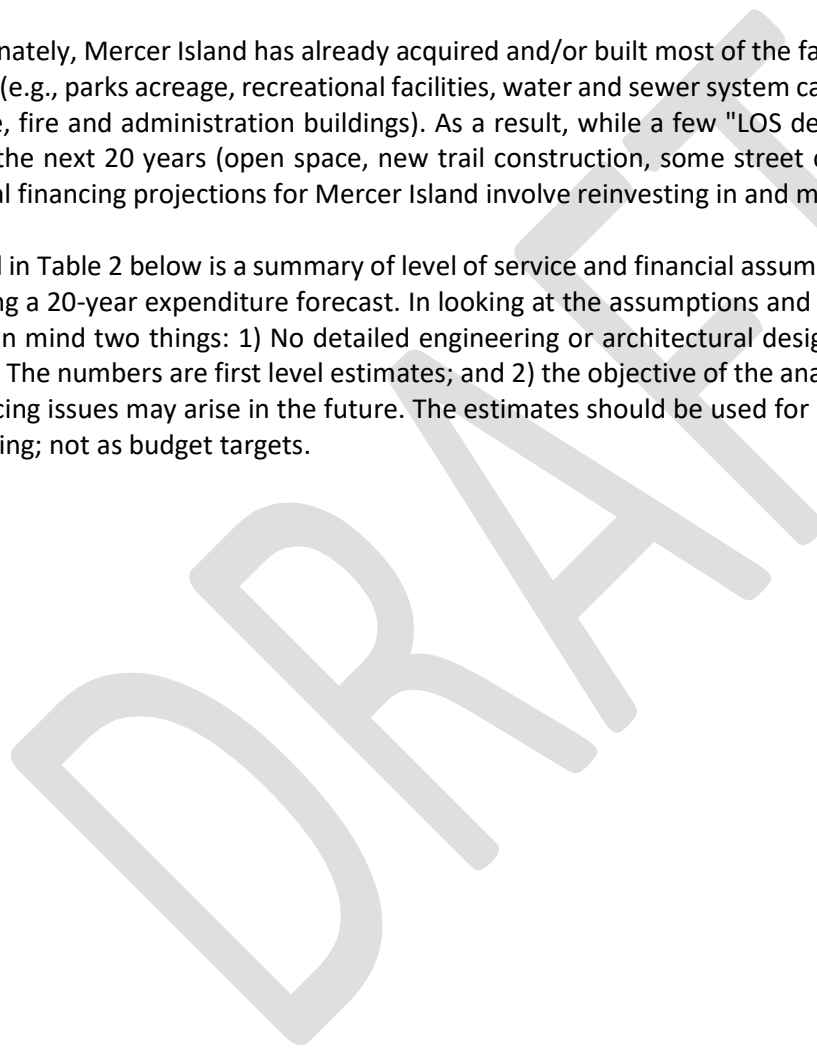 nately, Mercer Island has already acquired and/or built most of the fa
(e.g., parks acreage, recreational facilities, water and sewer system ca
, fire and administration buildings). As a result, while a few "LOS de
the next 20 years (open space, new trail construction, some street
l financing projections for Mercer Island involve reinvesting in and m
in Table 2 below is a summary of level of service and financial assum
ng a 20-year expenditure forecast. In looking at the assumptions and
n mind two things: 1) No detailed engineering or architectural desig
The numbers are first level estimates; and 2) the objective of the ana
cing issues may arise in the future. The estimates should be used for
ing; not as budget targets.
DRAFT